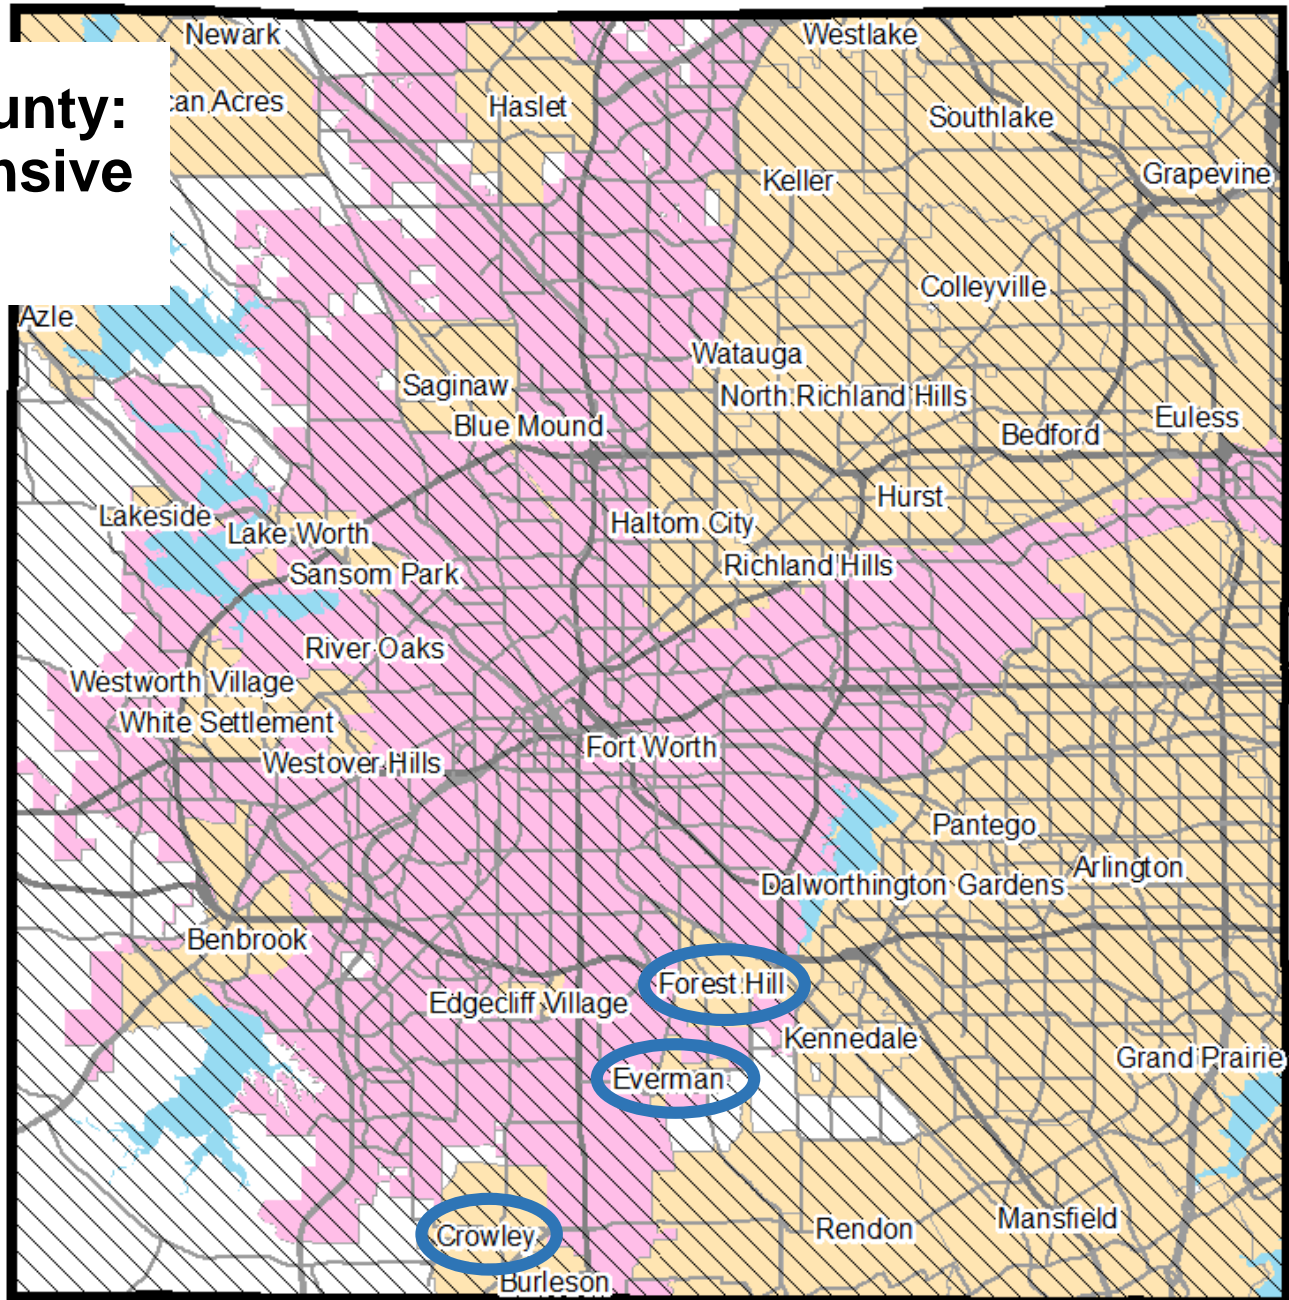 Newark
Westlake
unty:
can Acres
Haslet
Southlake
nsive
Keller
Grapevine
Colleyville
Azle
Watauga
Saginaw
North Richland Hills
Blue Mound
Euless
Bedford
Hurst
Lakeside
Haltom City
Lake Worth
Richland Hills
Sansom Park
River Oaks
Westworth Village
White Settlement
Fort Worth
Westover Hills
Pantego
Arlington
Dalworthington Gardens
Benbrook
Forest Hill
Edgecliff Village
Kennedale
Grand Prairie
Everman
Mansfield
Rendon
Crowley
Burleson